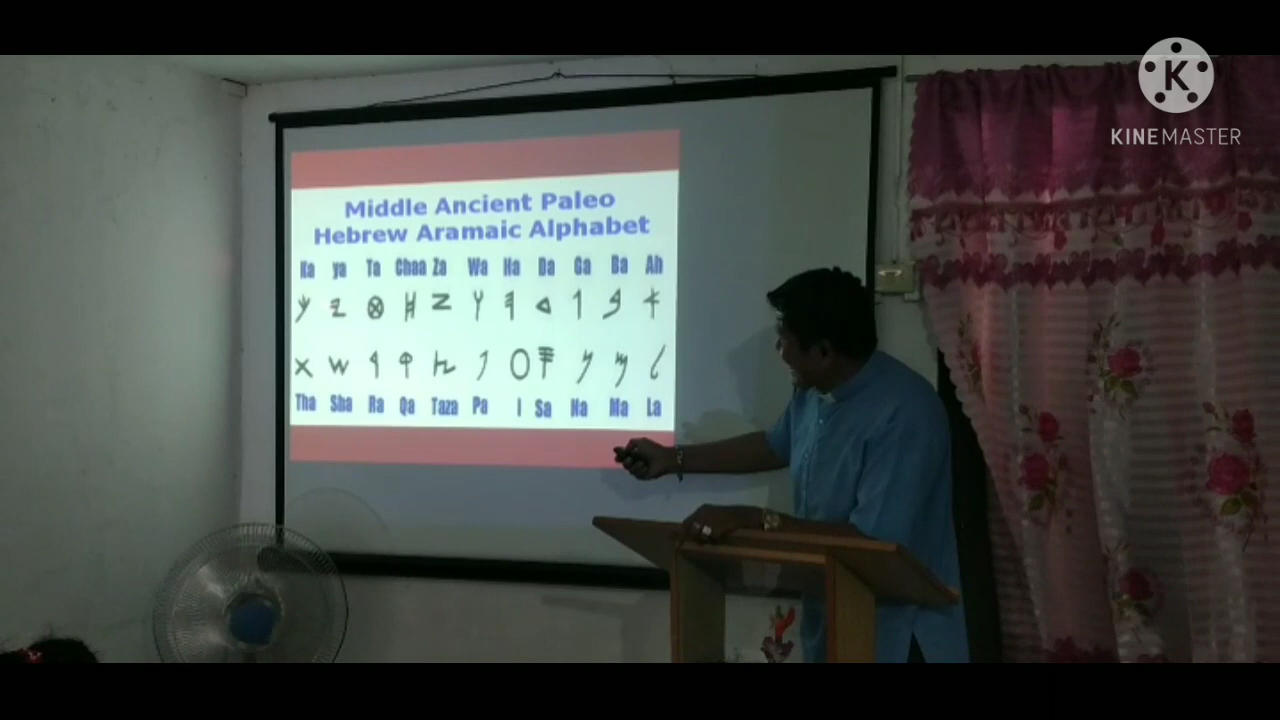 Middle Ancient Paleo
Hebrew Aramaic Alphabet
Ka ya Ta Chaa Za Wa Ha Da Ga Ba Ah
𐤊 𐤉 𐤈 𐤇 𐤆 𐤅 𐤄 𐤃 𐤂 𐤁 𐤀
𐤕 𐤔 𐤓 𐤒 𐤑 𐤐 𐤏 𐤎 𐤍 𐤌 𐤋
Tha Sha Ra Qa Taza Pa I Sa Na Ma La
K
KINEMASTER